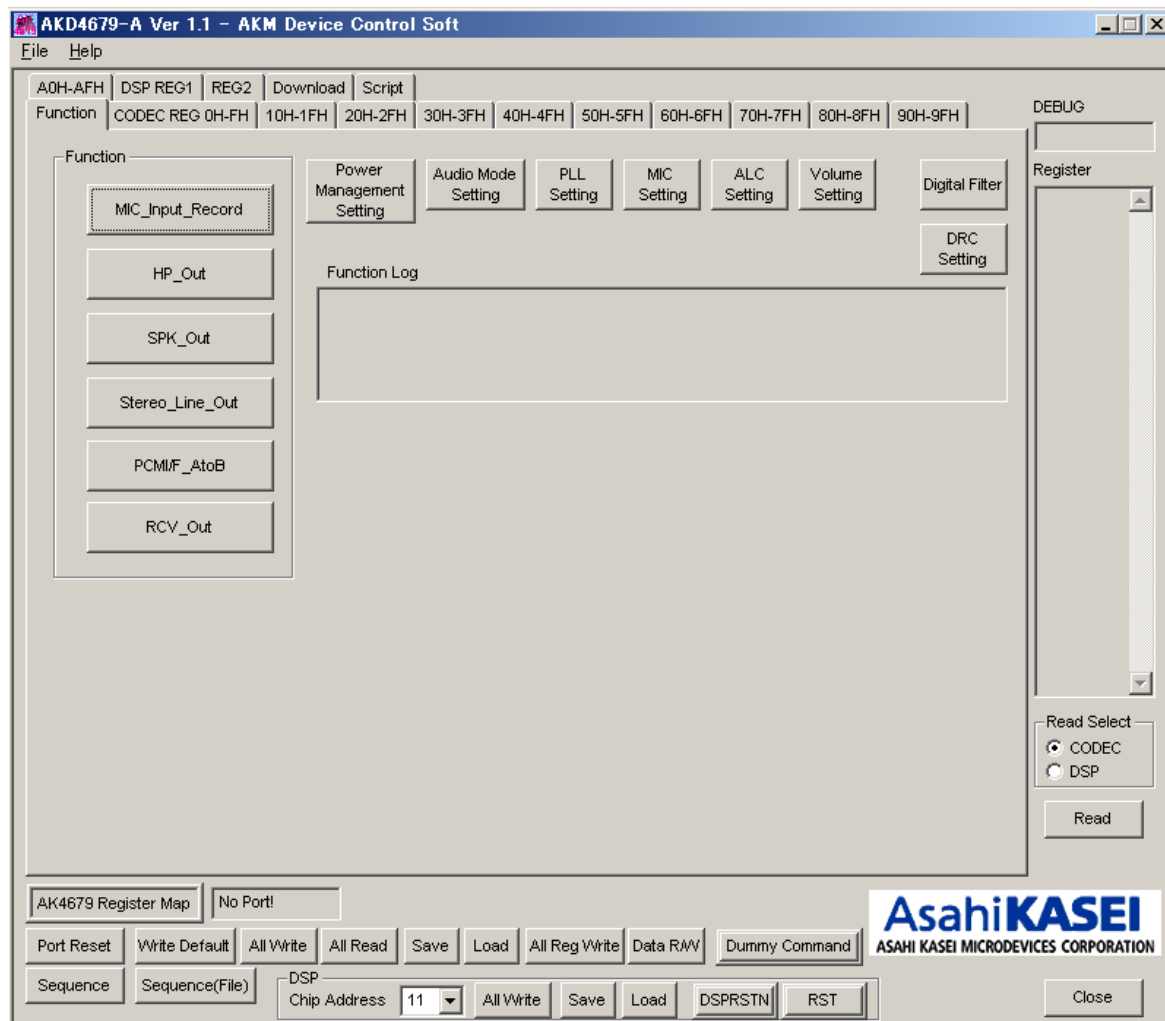 AKD4679-A Ver 1.1 - AKM Device Control Soft
File Help
A0H-AFH DSP REG1 REG2 Download Script
Function CODEC REG 0H-FH 10H-1FH 20H-2FH 30H-3FH 40H-4FH 50H-5FH 60H-6FH 70H-7FH 80H-8FH 90H-9FH
Function
MIC_Input_Record
HP_Out
SPK_Out
Stereo_Line_Out
PCMI/F_AtoB
RCV_Out
Power
Management
Setting
Audio Mode
Setting
PLL
Setting
MIC
Setting
ALC
Setting
Volume
Setting
Digital Filter
DRC
Setting
Function Log
DEBUG
Register
Read Select
CODEC
DSP
Read
AK4679 Register Map No Port!
Port Reset Write Default All Write All Read Save Load All Reg Write Data R/W Dummy Command
Sequence Sequence(File)
DSP
Chip Address 11 All Write Save Load DSPRSTN RST
AsahiKASEI
ASAHI KASEI MICRODEVICES CORPORATION
Close